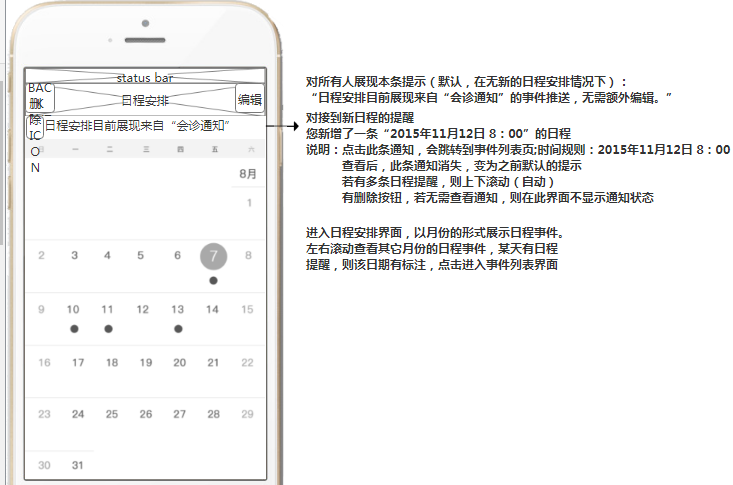 status bar
BAC
删
除
IC
O
N
日程安排
编辑
日程安排目前展现来自“会诊通知”
一 二 三 四 五 六
8月
1
2 3 4 5 6 7 8
9 10 11 12 13 14 15
16 17 18 19 20 21 22
23 24 25 26 27 28 29
30 31
对所有人展现本条提示（默认，在无新的日程安排情况下）：
“日程安排目前展现来自“会诊通知”的事件推送，无需额外编辑。”
对接到新日程的提醒
您新增了一条“2015年11月12日 8：00”的日程
说明：点击此条通知，会跳转到事件列表页;时间规则：2015年11月12日 8：00
查看后，此条通知消失，变为之前默认的提示
若有多条日程提醒，则上下滚动（自动）
有删除按钮，若无需查看通知，则在此界面不显示通知状态
进入日程安排界面，以月份的形式展示日程事件。
左右滚动查看其它月份的日程事件，某天有日程
提醒，则该日期有标注，点击进入事件列表界面